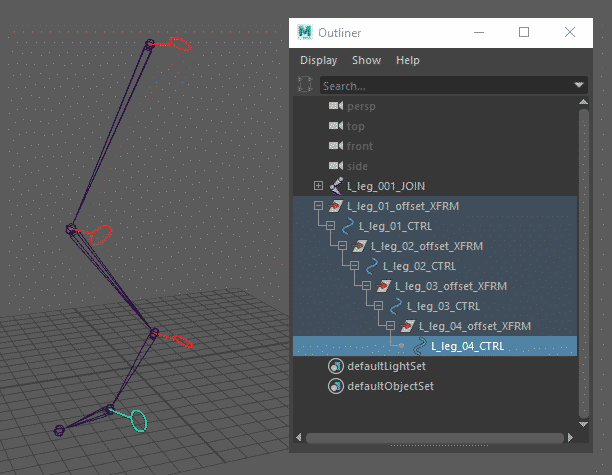 Outliner
Display Show Help
Search...
persp
top
front
side
L_leg_001_JOIN
L_leg_01_offset_XFRM
L_leg_01_CTRL
L_leg_02_offset_XFRM
L_leg_02_CTRL
L_leg_03_offset_XFRM
L_leg_03_CTRL
L_leg_04_offset_XFRM
L_leg_04_CTRL
defaultLightSet
defaultObjectSet